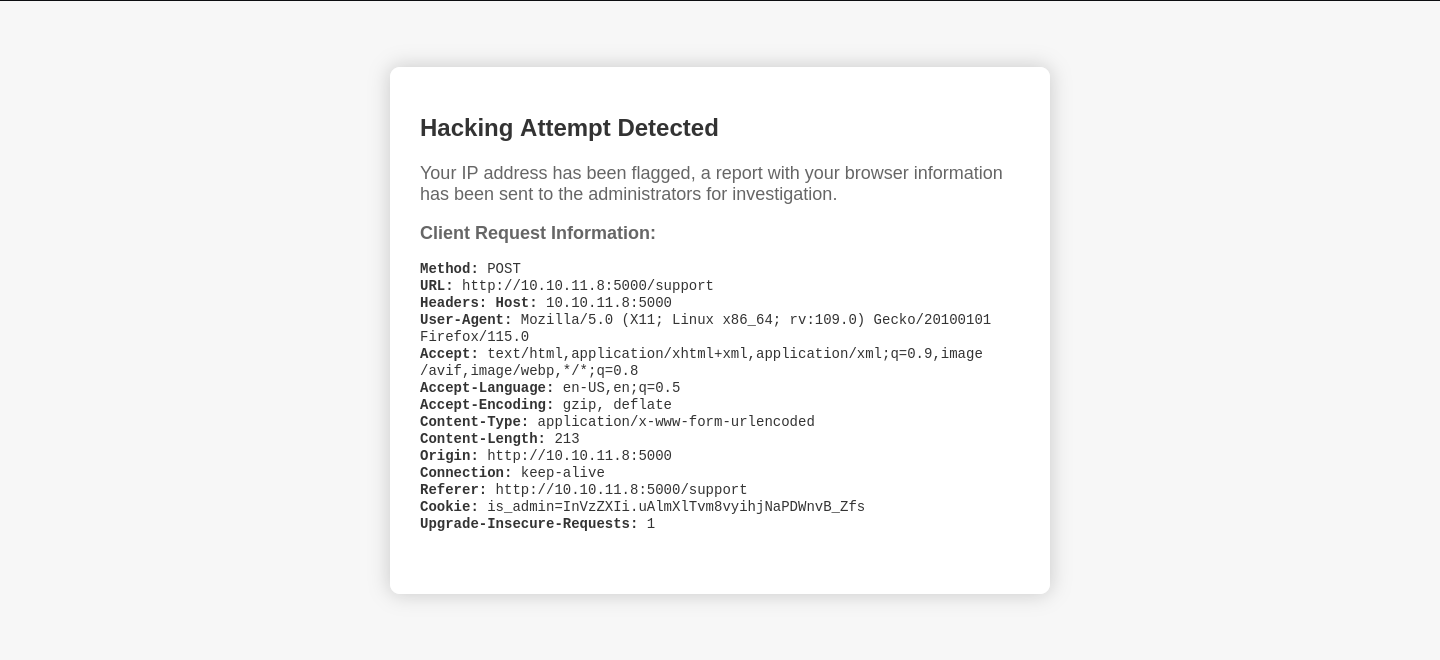 Hacking Attempt Detected
Your IP address has been flagged, a report with your browser information
has been sent to the administrators for investigation.
Client Request Information:
Method: POST
URL: http://10.10.11.8:5000/support
Headers: Host: 10.10.11.8:5000
User-Agent: Mozilla/5.0 (X11; Linux x86_64; rv:109.0) Gecko/20100101
Firefox/115.0
Accept: text/html,application/xhtml+xml,application/xml;q=0.9,image
/avif,image/webp,*/*;q=0.8
Accept-Language: en-US,en;q=0.5
Accept-Encoding: gzip, deflate
Content-Type: application/x-www-form-urlencoded
Content-Length: 213
Origin: http://10.10.11.8:5000
Connection: keep-alive
Referer: http://10.10.11.8:5000/support
Cookie: is_admin=InVzZXIi.uAlmXlTvm8vyihjNaPDWnvB_Zfs
Upgrade-Insecure-Requests: 1